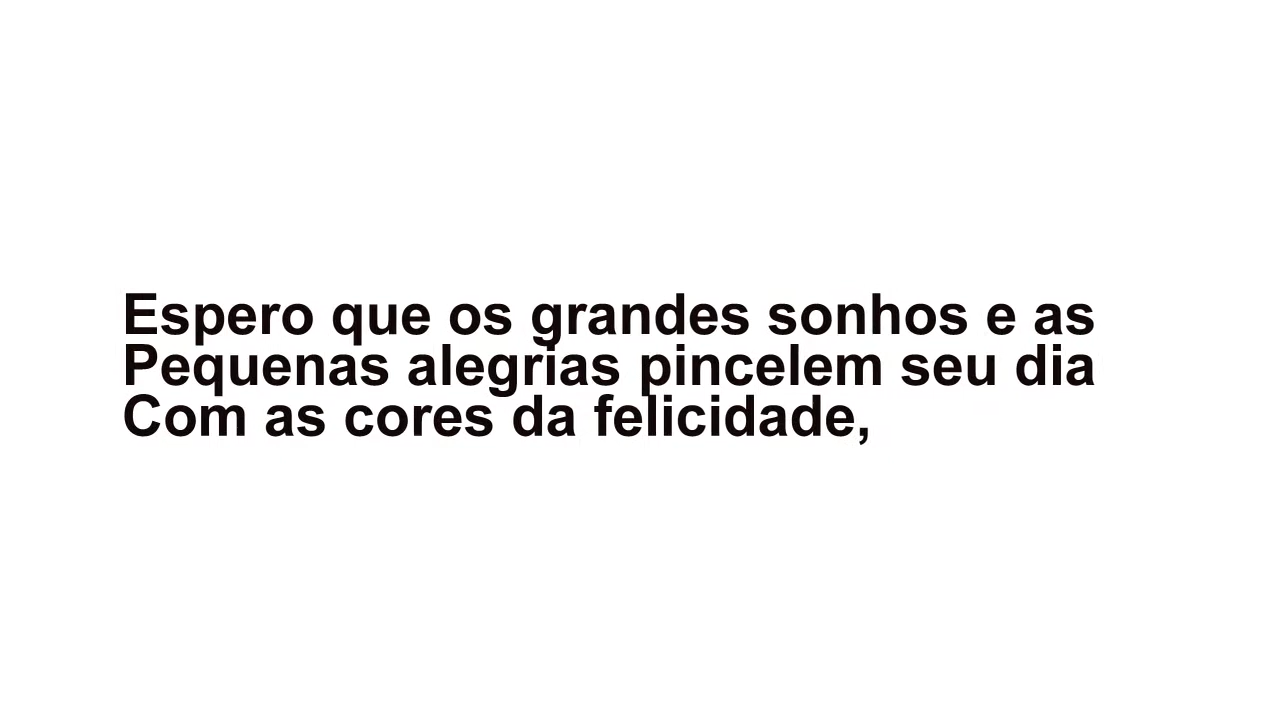 Espero que os grandes sonhos e as
Pequenas alegrias pincelem seu dia
Com as cores da felicidade,